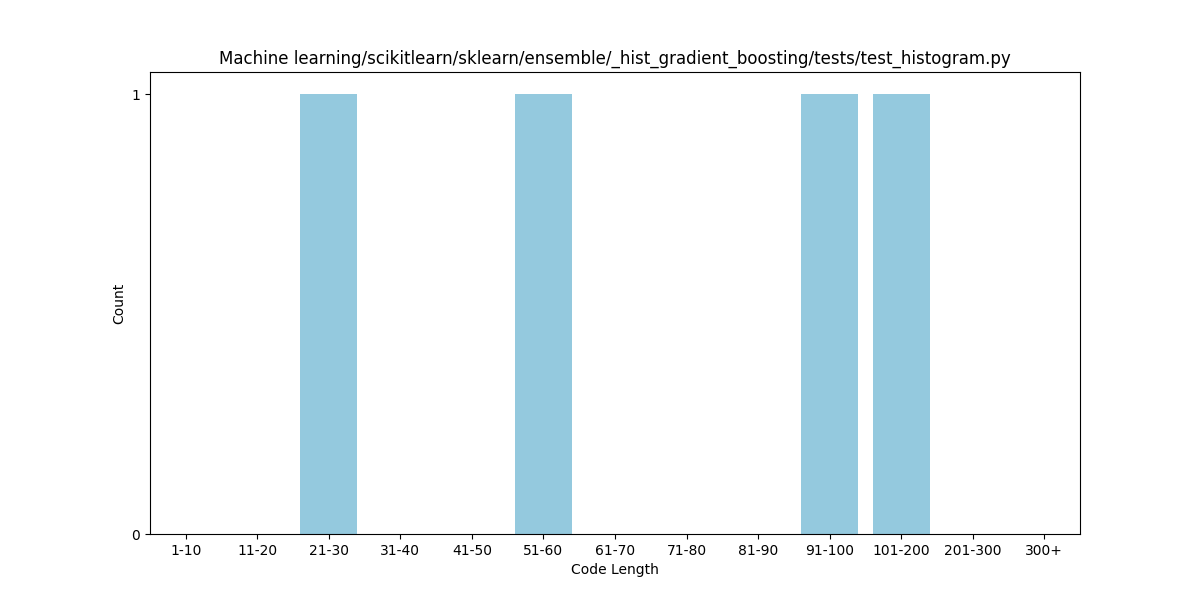 Machine learning/scikitlearn/sklearn/ensemble/_hist_gradient_boosting/tests/test_histogram.py
1
Count
0
1-10 11-20 21-30 31-40 41-50 51-60 61-70 71-80 81-90 91-100 101-200 201-300 300+
Code Length